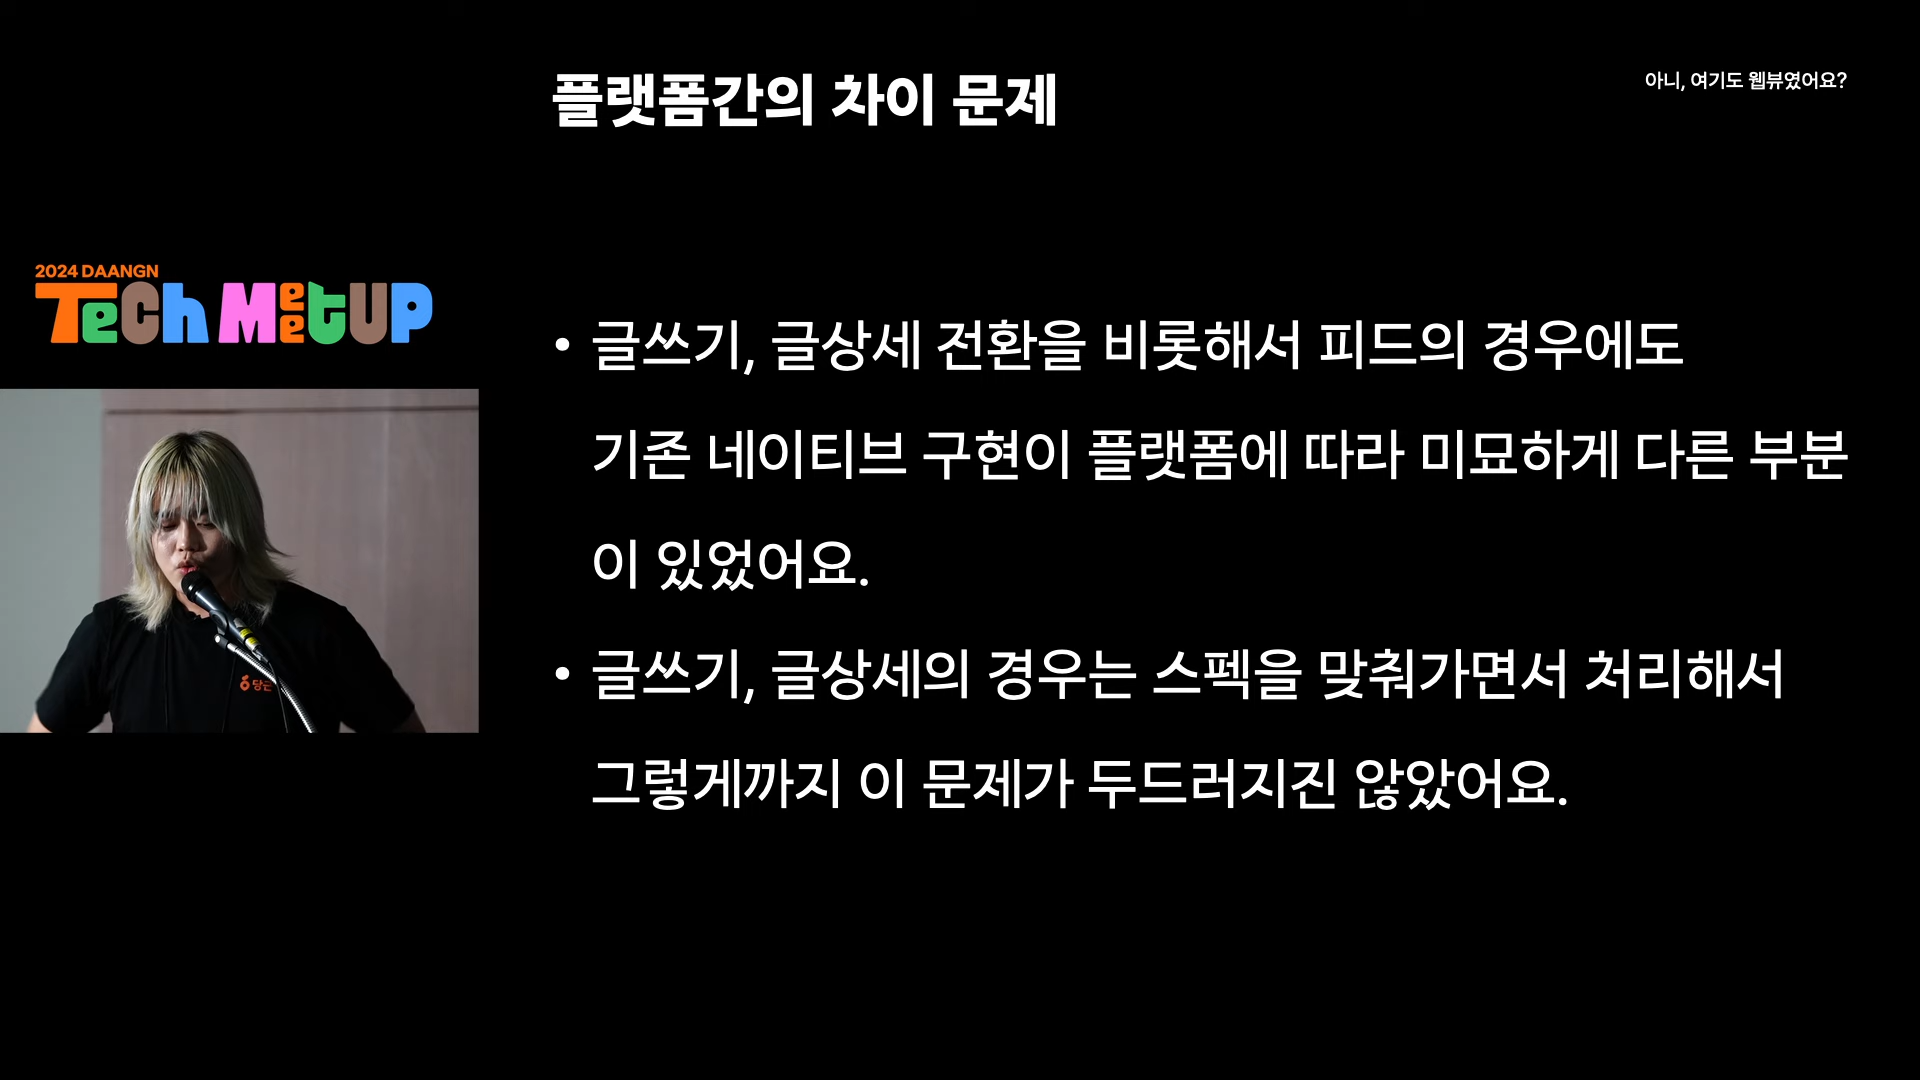 플랫폼간의 차이 문제
아니, 여기도 웹뷰였어요?
2024 DAANGN
TeCh MeetUP
• 글쓰기, 글상세 전환을 비롯해서 피드의 경우에도
기존 네이티브 구현이 플랫폼에 따라 미묘하게 다른 부분
이 있었어요.
• 글쓰기, 글상세의 경우는 스펙을 맞춰가면서 처리해서
그렇게까지 이 문제가 두드러지진 않았어요.
당근